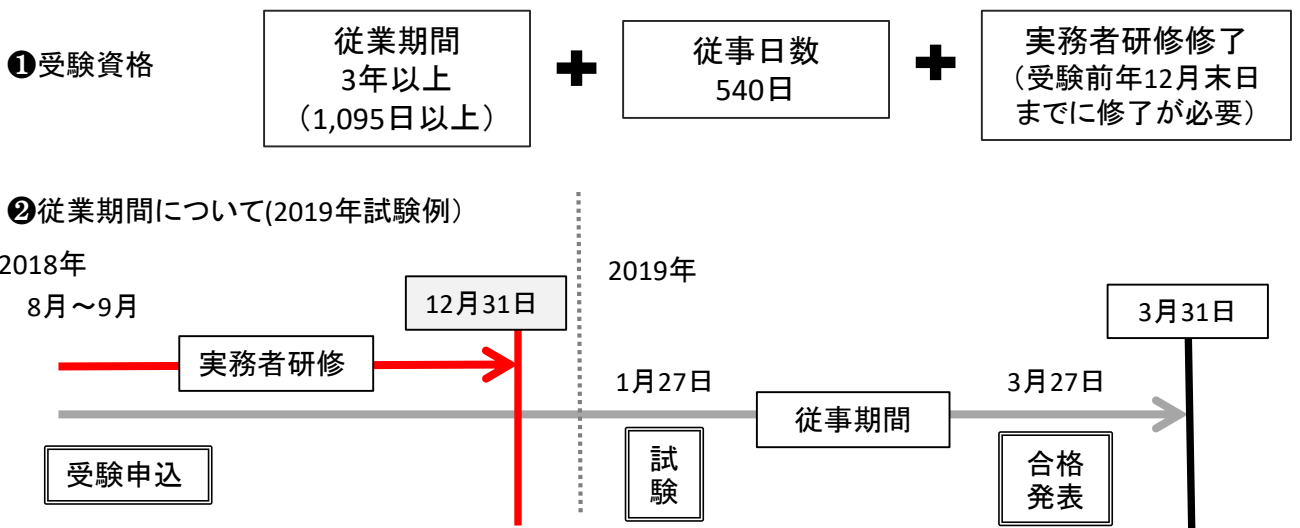 ❶受験資格
従業期間
3年以上
（1,095日以上）
✚
従事日数
540日
✚
実務者研修修了
（受験前年12月末日
までに修了が必要）
❷従業期間について(2019年試験例）
2018年
8月～9月
12月31日
2019年
3月31日
実務者研修
1月27日
3月27日
従事期間
受験申込
試
験
合格
発表